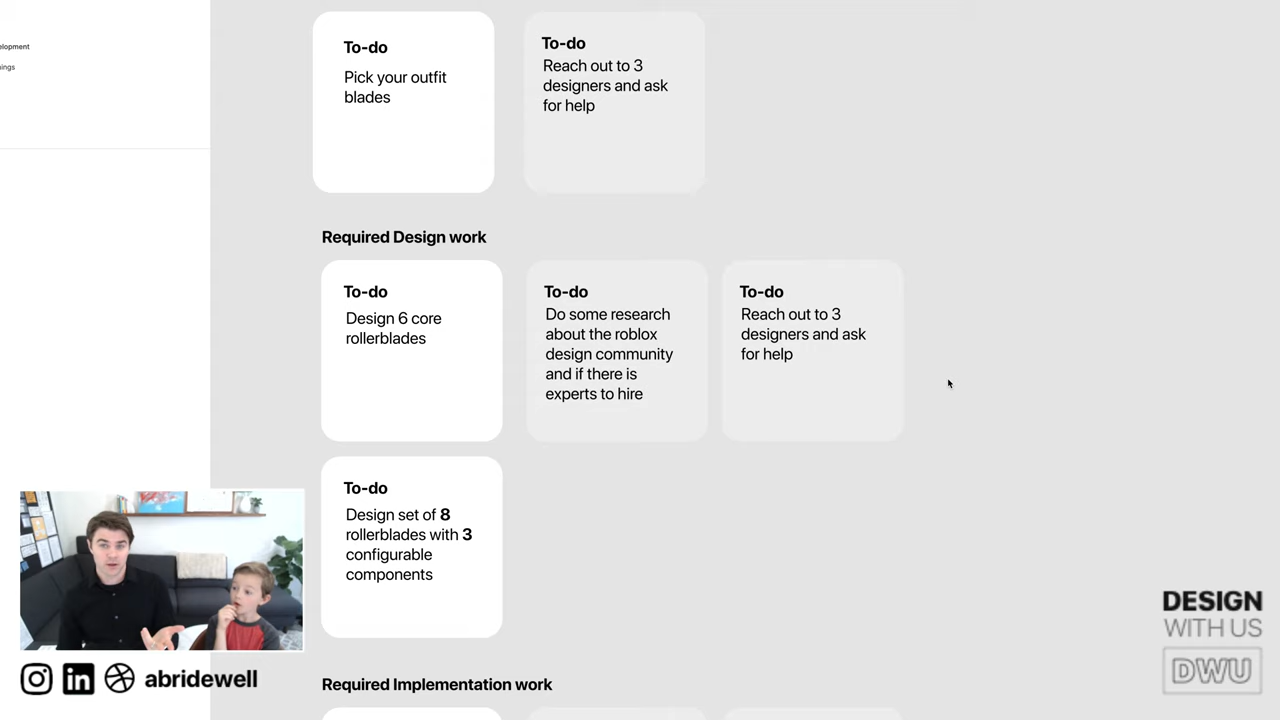 elopment
ings
To-do
Pick your outfit
blades
To-do
Reach out to 3
designers and ask
for help
Required Design work
To-do
Design 6 core
rollerblades
To-do
Do some research
about the roblox
design community
and if there is
experts to hire
To-do
Reach out to 3
designers and ask
for help
To-do
Design set of 8
rollerblades with 3
configurable
components
Required Implementation work
in
abridewell
DESIGN
WITH US
DWU